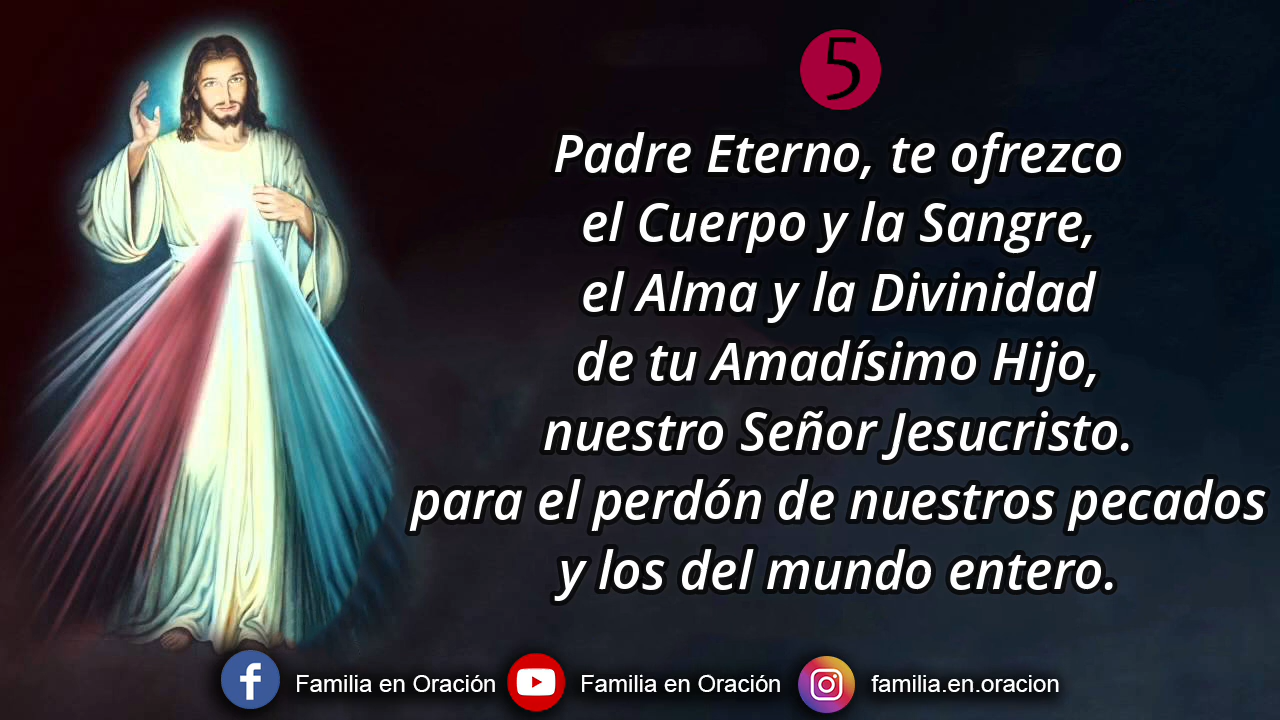 5
Padre Eterno, te ofrezco
el Cuerpo y la Sangre,
el Alma y la Divinidad
de tu Amadísimo Hijo,
nuestro Señor Jesucristo.
para el perdón de nuestros pecados
y los del mundo entero.
Familia en Oración Familia en Oración familia.en.oracion